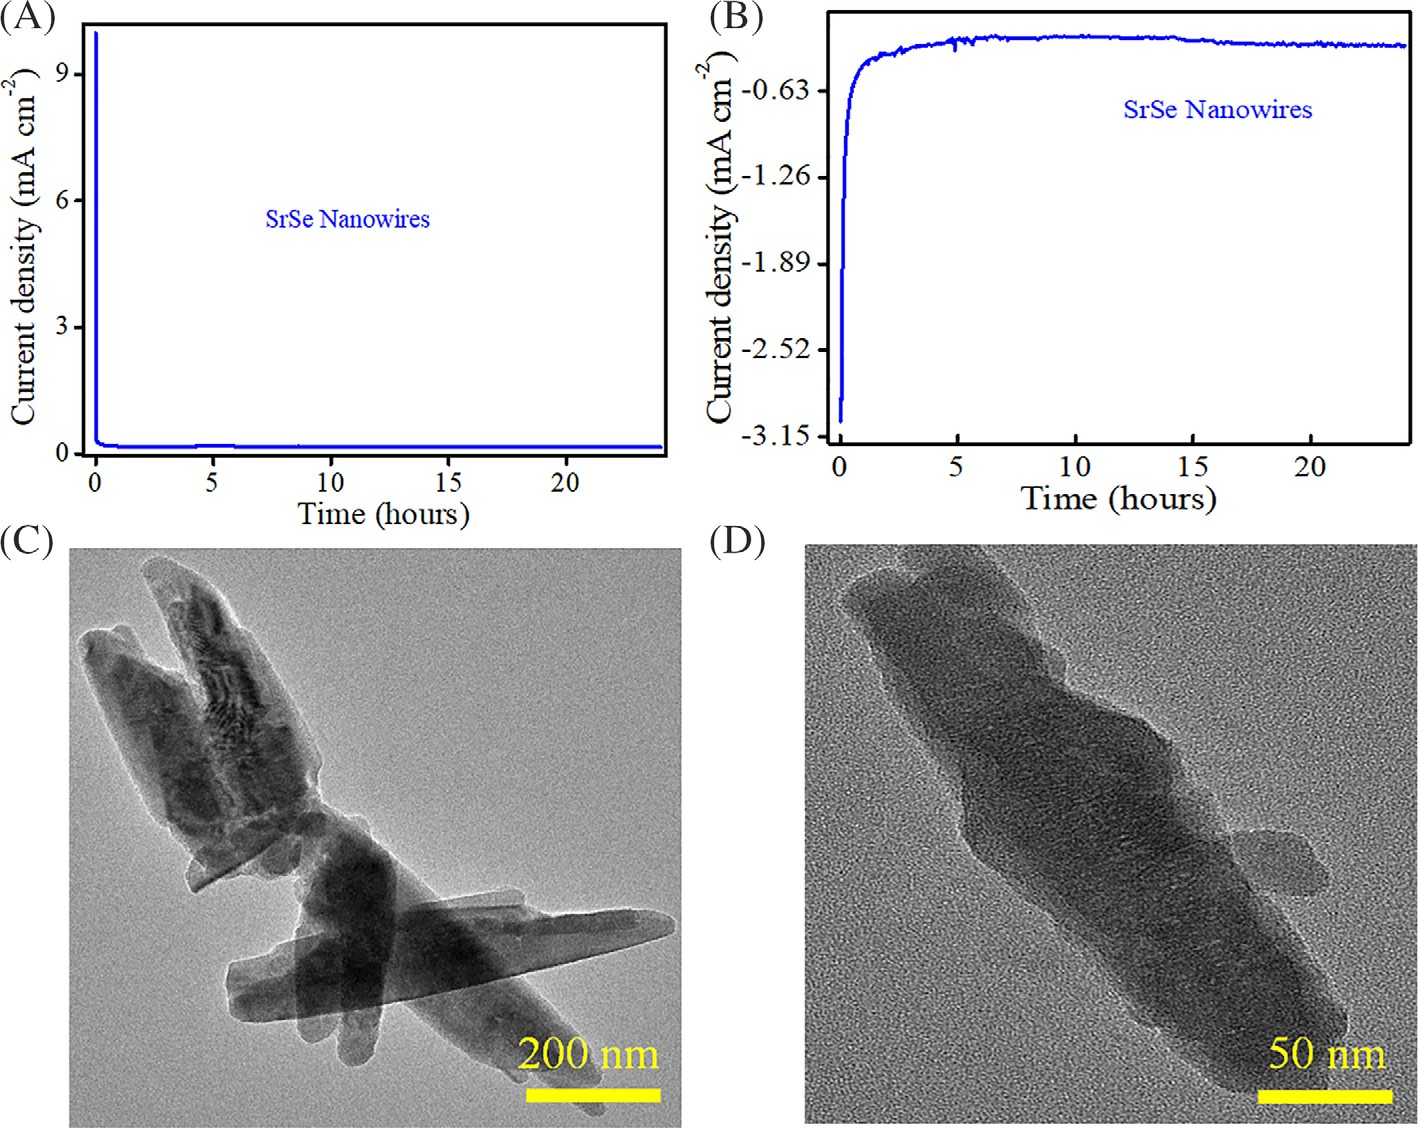 (A)
Current density (mA cm-2)
9
6
3
0
SrSe Nanowires
0 5 10 15 20
Time (hours)
(B)
Current density (mA cm-2)
-0.63
-1.26
-1.89
-2.52
-3.15
SrSe Nanowires
0 5 10 15 20
Time (hours)
(C)
200 nm
(D)
50 nm